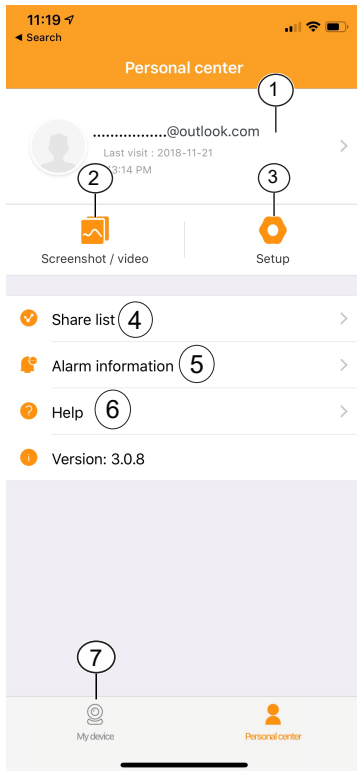 11:19
◀ Search
Personal center
1
.................@outlook.com
Last visit : 2018-11-21
3:14 PM
2
3
Screenshot / video
Setup
Share list 4
Alarm information 5
Help 6
Version: 3.0.8
7
My device
Personal center